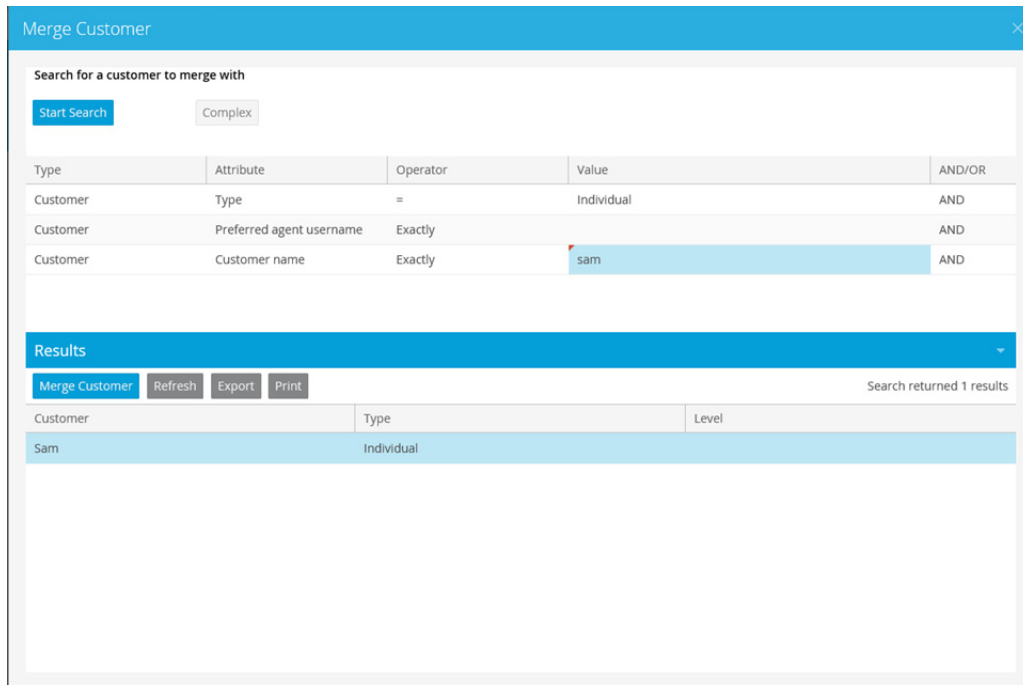 Merge Customer
Search for a customer to merge with
Start Search Complex
Type Attribute Operator Value AND/OR
Customer Type = Individual AND
Customer Preferred agent username Exactly AND
Customer Customer name Exactly sam AND
Results
Merge Customer Refresh Export Print Search returned 1 results
Customer Type Level
Sam Individual